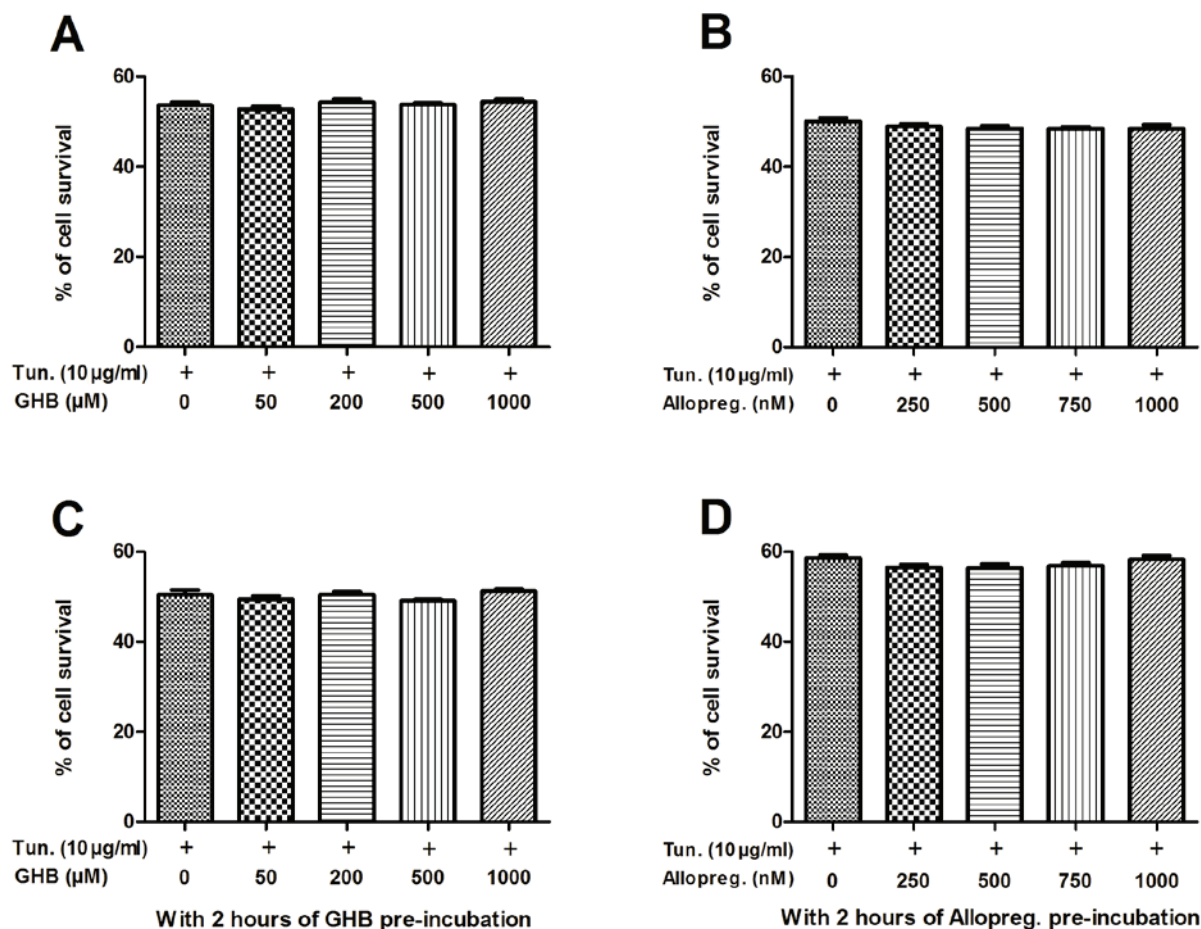 A
% of cell survival
60
40
20
0
Tun. (10 µg/ml) + + + + +
GHB (µM) 0 50 200 500 1000
B
% of cell survival
60
40
20
0
Tun. (10 µg/ml) + + + + +
Allopreg. (nM) 0 250 500 750 1000
C
% of cell survival
60
40
20
0
Tun. (10 µg/ml) + + + + +
GHB (µM) 0 50 200 500 1000
With 2 hours of GHB pre-incubation
D
% of cell survival
60
40
20
0
Tun. (10 µg/ml) + + + + +
Allopreg. (nM) 0 250 500 750 1000
With 2 hours of Allopreg. pre-incubation